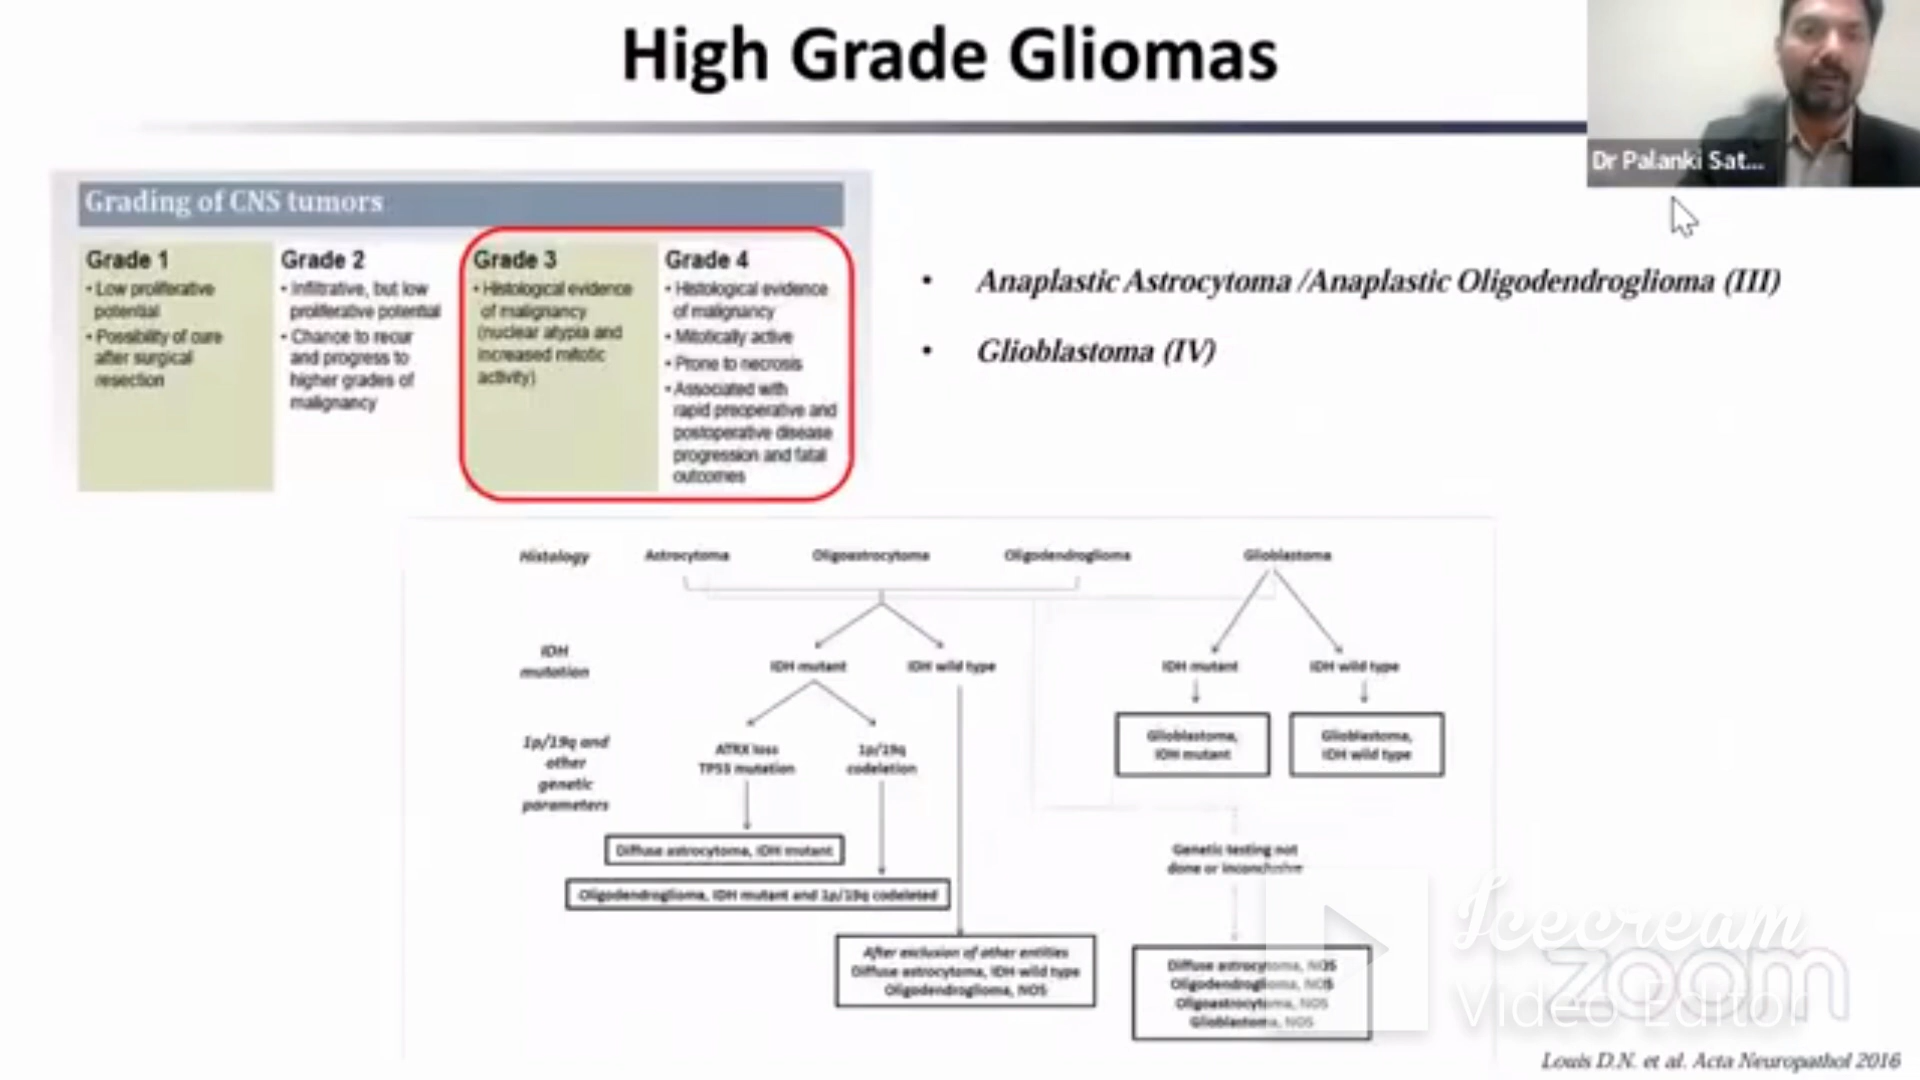 High Grade Gliomas
Dr Palanki Sat...
Grading of CNS tumors
Grade 1
• Low proliferative
potential
• Possibility of cure
after surgical
resection
Grade 2
• Infiltrative, but low
proliferative potential
• Chance to recur
and progress to
higher grades of
malignancy
Grade 3
• Histological evidence
of malignancy
(nuclear atypia and
increased mitotic
activity)
Grade 4
• Histological evidence
of malignancy
• Mitotically active
• Prone to necrosis
• Associated with
rapid preoperative and
postoperative disease
progression and fatal
outcomes
• Anaplastic Astrocytoma /Anaplastic Oligodendroglioma (III)
• Glioblastoma (IV)
Histology Astrocytoma Oligoastrocytoma Oligodendroglioma Glioblastoma
IDH
mutation
IDH mutant IDH wild type IDH mutant IDH wild type
Glioblastoma,
IDH mutant
Glioblastoma,
IDH wild type
1p/19q and
other
genetic
parameters
ATRX loss
TP53 mutation
1p/19q
codeletion
Diffuse astrocytoma, IDH mutant
Oligodendroglioma, IDH mutant and 1p/19q codeleted
After exclusion of other entities
Diffuse astrocytoma, IDH wild type
Oligodendroglioma, NOS
Genetic testing not
done or inconclusive
Diffuse astrocytoma, NOS
Oligodendroglioma, NOS
Oligoastrocytoma, NOS
Glioblastoma, NOS
Icecream
Video Editor
zoom
Louis D.N. et al. Acta Neuropathol 2016